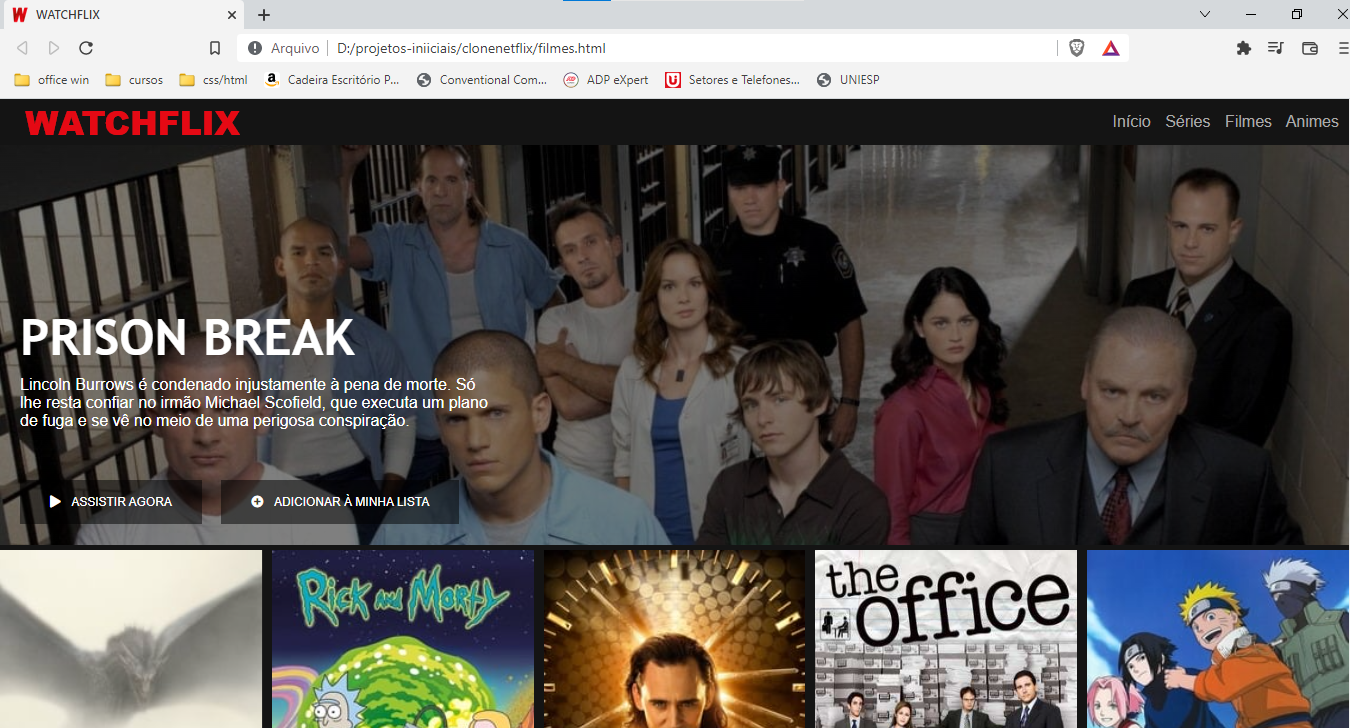 WATCHFLIX
Arquivo D:/projetos-iniiciais/clonenetflix/filmes.html
office win cursos css/html Cadeira Escritório P... Conventional Com... ADP eXpert Setores e Telefones... UNIESP
WATCHFLIX
Início Séries Filmes Animes
PRISON BREAK
Lincoln Burrows é condenado injustamente à pena de morte. Só
lhe resta confiar no irmão Michael Scofield, que executa um plano
de fuga e se vê no meio de uma perigosa conspiração.
ASSISTIR AGORA ADICIONAR À MINHA LISTA
Rick and Morty
the
office